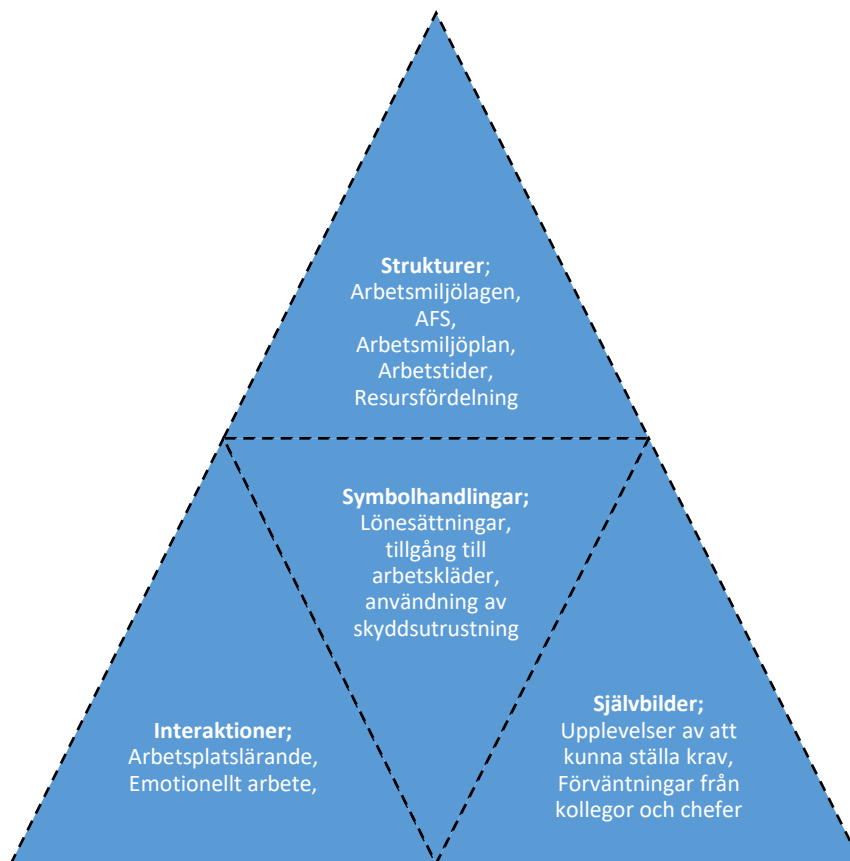 Strukturer;
Arbetsmiljölagen,
AFS,
Arbetsmiljöplan,
Arbetstider,
Resursfördelning
Symbolhandlingar;
Lönesättningar,
tillgång till
arbetskläder,
användning av
skyddsutrustning
Interaktioner;
Arbetsplatslärande,
Emotionellt arbete,
Självbilder;
Upplevelser av att
kunna ställa krav,
Förväntningar från
kollegor och chefer